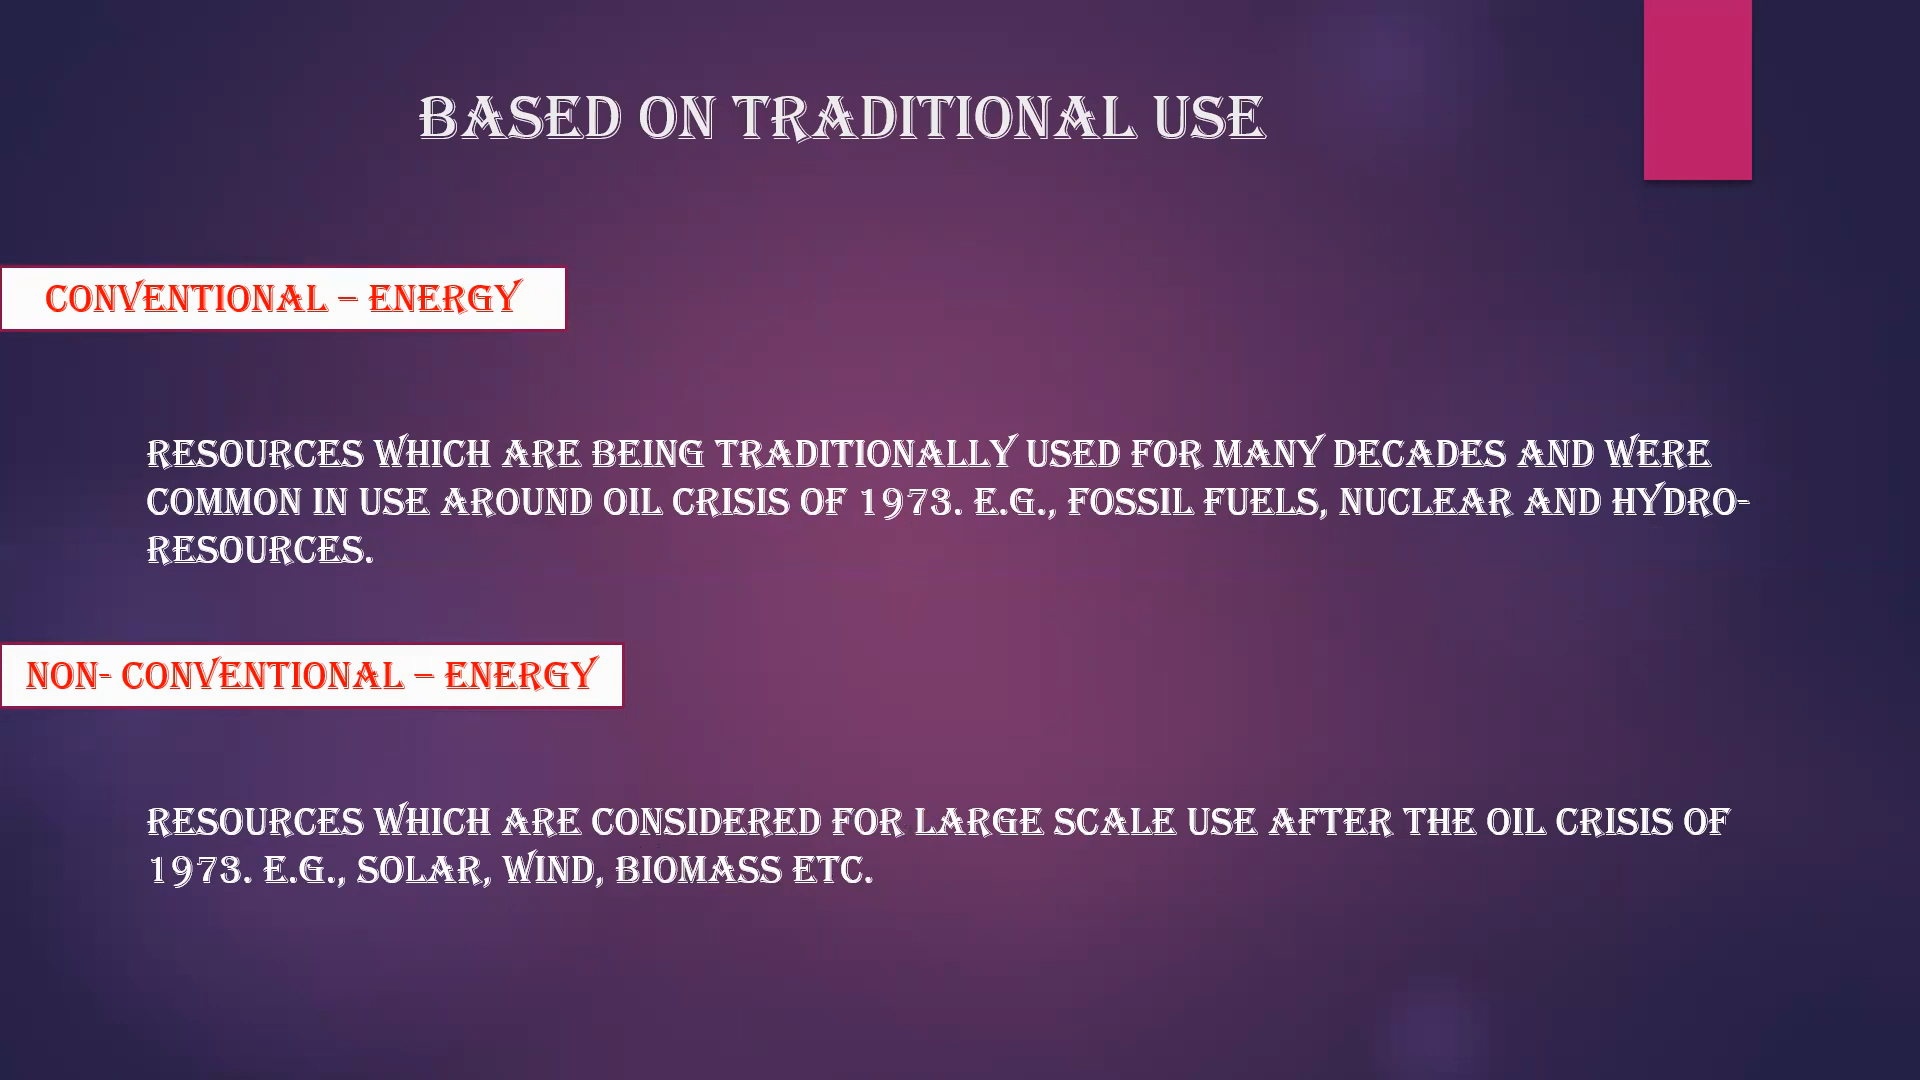 BASED ON TRADITIONAL USE
CONVENTIONAL – ENERGY
RESOURCES WHICH ARE BEING TRADITIONALLY USED FOR MANY DECADES AND WERE
COMMON IN USE AROUND OIL CRISIS OF 1973. E.G., FOSSIL FUELS, NUCLEAR AND HYDRO-
RESOURCES.
NON- CONVENTIONAL – ENERGY
RESOURCES WHICH ARE CONSIDERED FOR LARGE SCALE USE AFTER THE OIL CRISIS OF
1973. E.G., SOLAR, WIND, BIOMASS ETC.